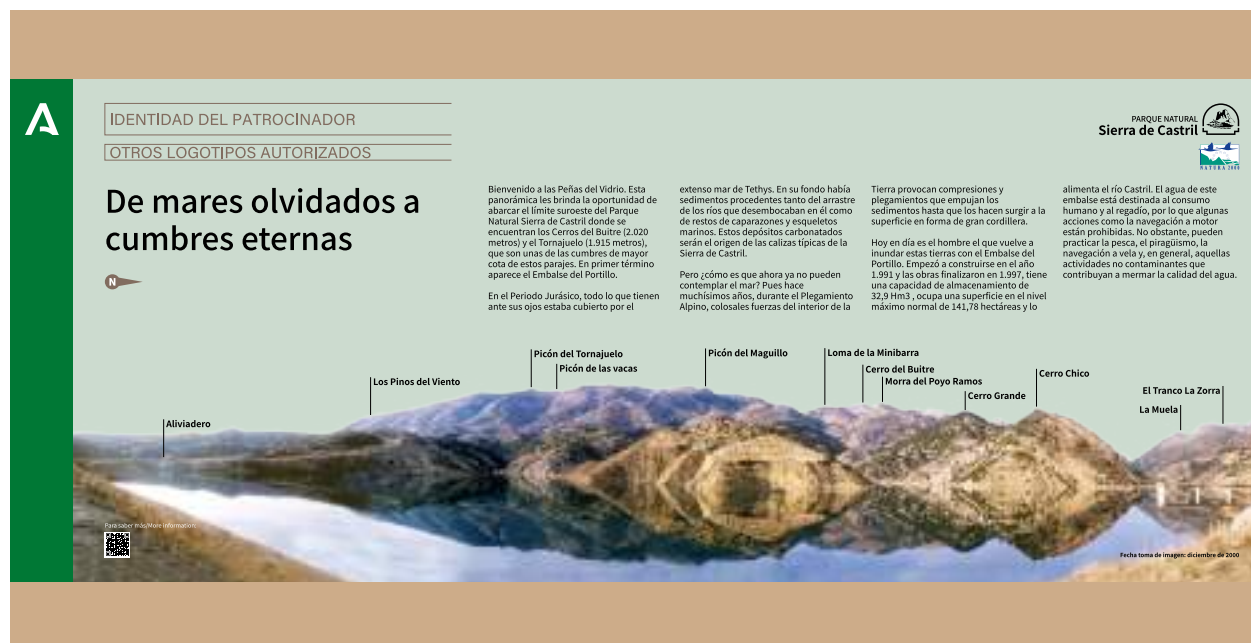 IDENTIDAD DEL PATROCINADOR
OTROS LOGOTIPOS AUTORIZADOS
PARQUE NATURAL
Sierra de Castril
NATURA 2000
De mares olvidados a
cumbres eternas
N
Bienvenido a las Peñas del Vidrio. Esta
panorámica les brinda la oportunidad de
abarcar el límite suroeste del Parque
Natural Sierra de Castril donde se
encuentran los Cerros del Buitre (2.020
metros) y el Tornajuelo (1.915 metros),
que son unas de las cumbres de mayor
cota de estos parajes. En primer término
aparece el Embalse del Portillo.
En el Periodo Jurásico, todo lo que tienen
ante sus ojos estaba cubierto por el
extenso mar de Tethys. En su fondo había
sedimentos procedentes tanto del arrastre
de los ríos que desembocaban en él como
de restos de caparazones y esqueletos
marinos. Estos depósitos carbonatados
serán el origen de las calizas típicas de la
Sierra de Castril.
Pero ¿cómo es que ahora ya no pueden
contemplar el mar? Pues hace
muchísimos años, durante el Plegamiento
Alpino, colosales fuerzas del interior de la
Tierra provocan compresiones y
plegamientos que empujan los
sedimentos hasta que los hacen surgir a la
superficie en forma de gran cordillera.
Hoy en día es el hombre el que vuelve a
inundar estas tierras con el Embalse del
Portillo. Empezó a construirse en el año
1.991 y las obras finalizaron en 1.997, tiene
una capacidad de almacenamiento de
32,9 Hm3 , ocupa una superficie en el nivel
máximo normal de 141,78 hectáreas y lo
alimenta el río Castril. El agua de este
embalse está destinada al consumo
humano y al regadío, por lo que algunas
acciones como la navegación a motor
están prohibidas. No obstante, pueden
practicar la pesca, el piragüismo, la
navegación a vela y, en general, aquellas
actividades no contaminantes que
contribuyan a mermar la calidad del agua.
Aliviadero
Los Pinos del Viento
Picón del Tornajuelo
Picón de las vacas
Picón del Maguillo
Loma de la Minibarra
Cerro del Buitre
Morra del Poyo Ramos
Cerro Grande
Cerro Chico
El Tranco La Zorra
La Muela
Para saber más/More information:
Fecha toma de imagen: diciembre de 2000